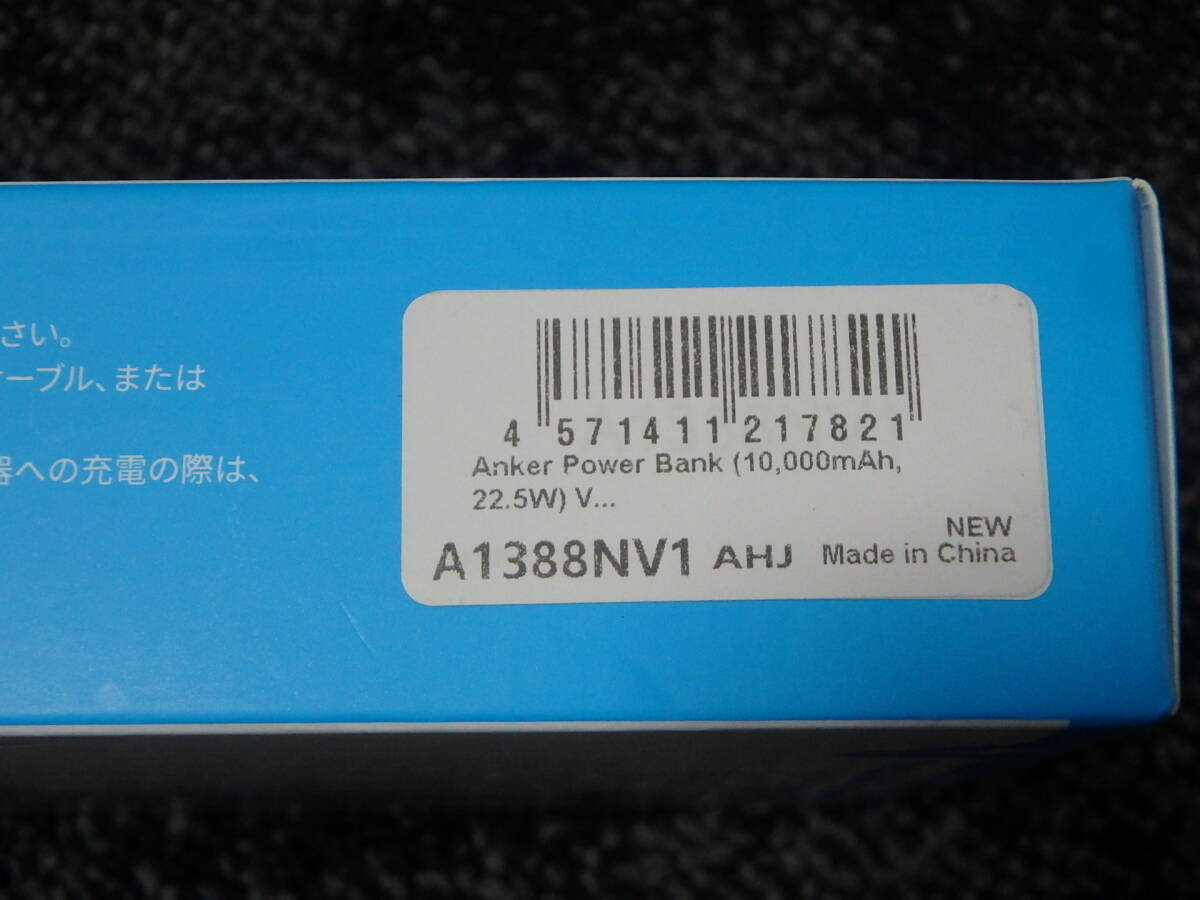 さい。
ケーブル、または
器への充電の際は、
4 571411 217821
Anker Power Bank (10,000mAh,
22.5W) V...
NEW
A1388NV1 AHJ Made in China